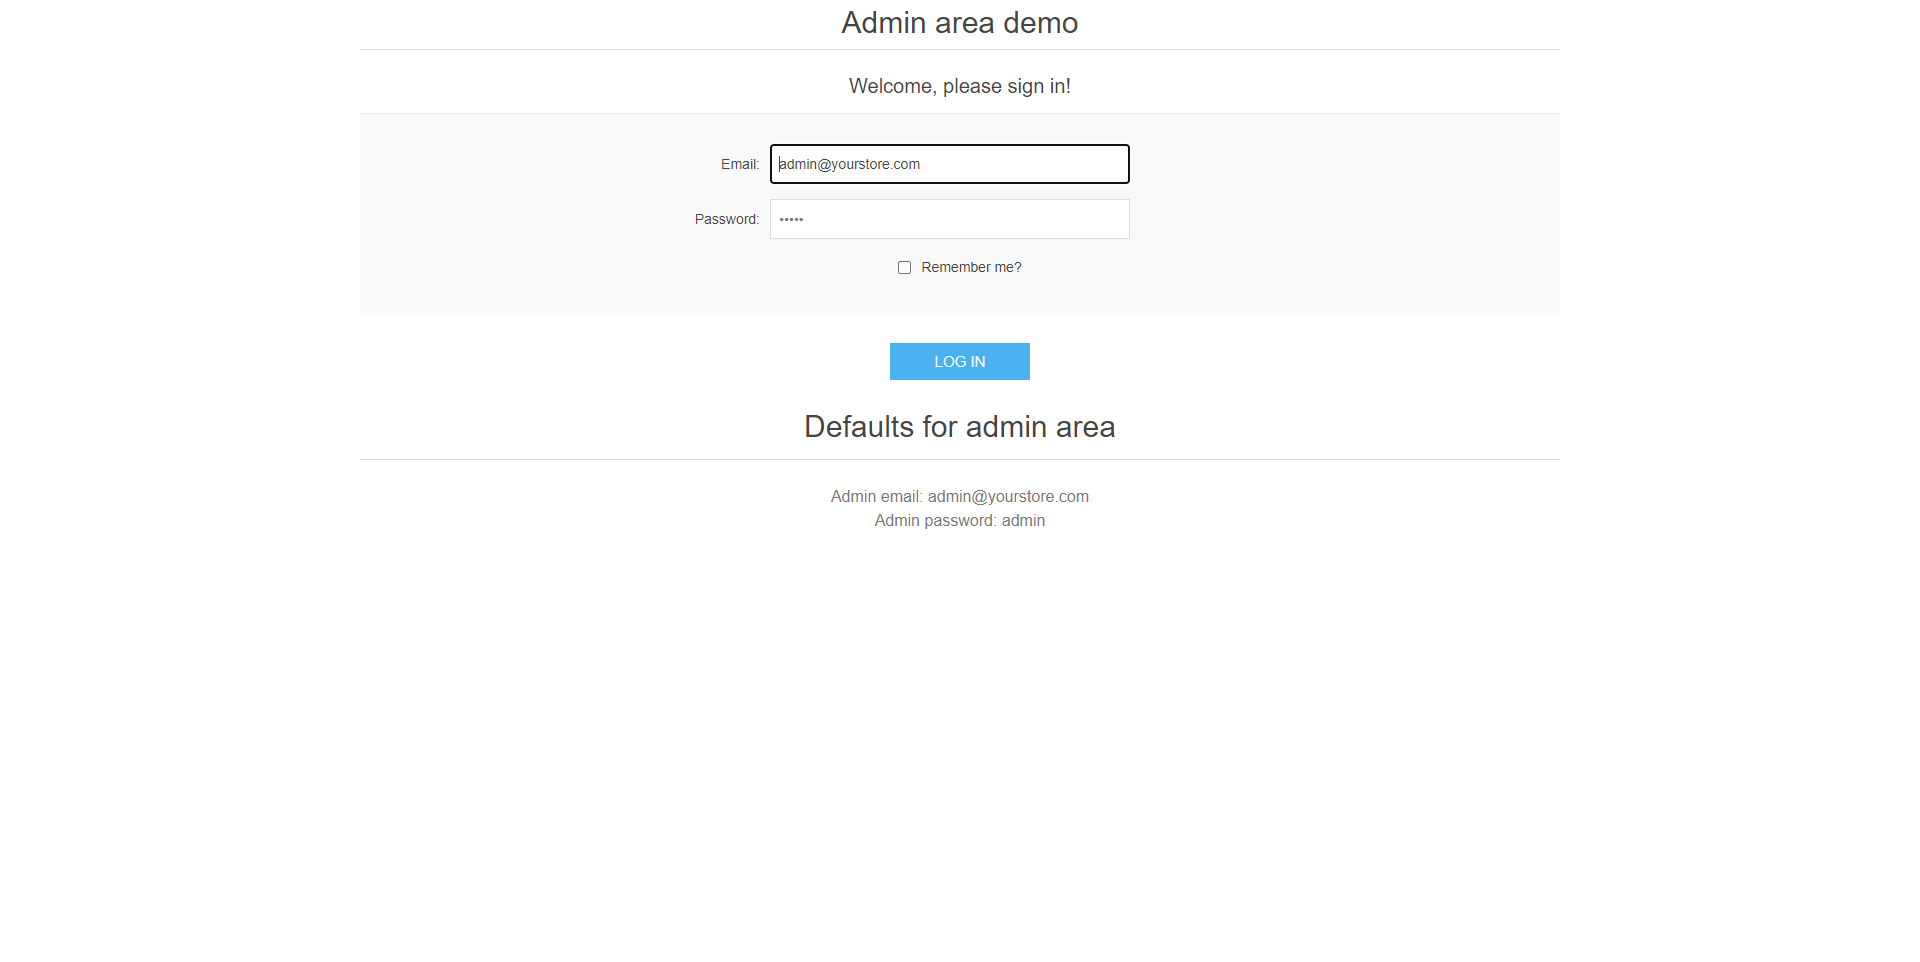 Admin area demo
Welcome, please sign in!
Email: admin@yourstore.com
Password: •••••
Remember me?
LOG IN
Defaults for admin area
Admin email: admin@yourstore.com
Admin password: admin